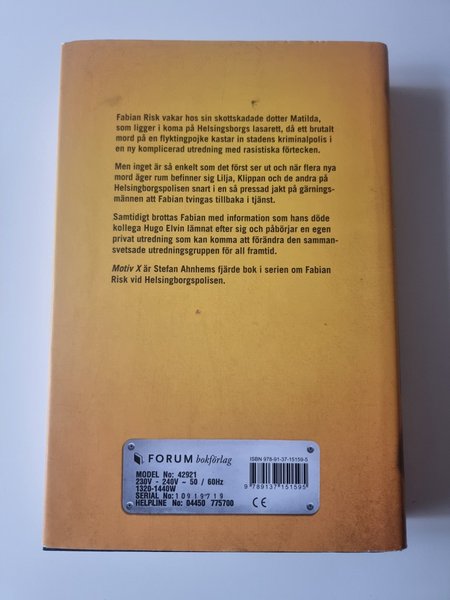 Fabian Risk vakar hos sin skottskadade dotter Matilda,
som ligger i koma på Helsingborgs lasarett, då ett brutalt
mord på en flyktingpojke kastar in stadens kriminalpolis i
en ny komplicerad utredning med rasistiska förtecken.
Men inget är så enkelt som det först ser ut och när flera nya
mord äger rum befinner sig Lilja, Klippan och de andra på
Helsingborgspolisen snart i en så pressad jakt på gärnings-
männen att Fabian tvingas tillbaka i tjänst.
Samtidigt brottas Fabian med information som hans döde
kollega Hugo Elvin lämnat efter sig och påbörjar en egen
privat utredning som kan komma att förändra den samman-
svetsade utredningsgruppen för all framtid.
Motiv X är Stefan Ahnhems fjärde bok i serien om Fabian
Risk vid Helsingborgspolisen.
FORUM bokförlag
MODEL No: 42921
230V - 240V ~ 50 / 60Hz
1320-1440W
SERIAL No: 10919719
HELPLINE No: 04450 775700
ISBN 978-91-37-15159-5
9 789137 151595
CE